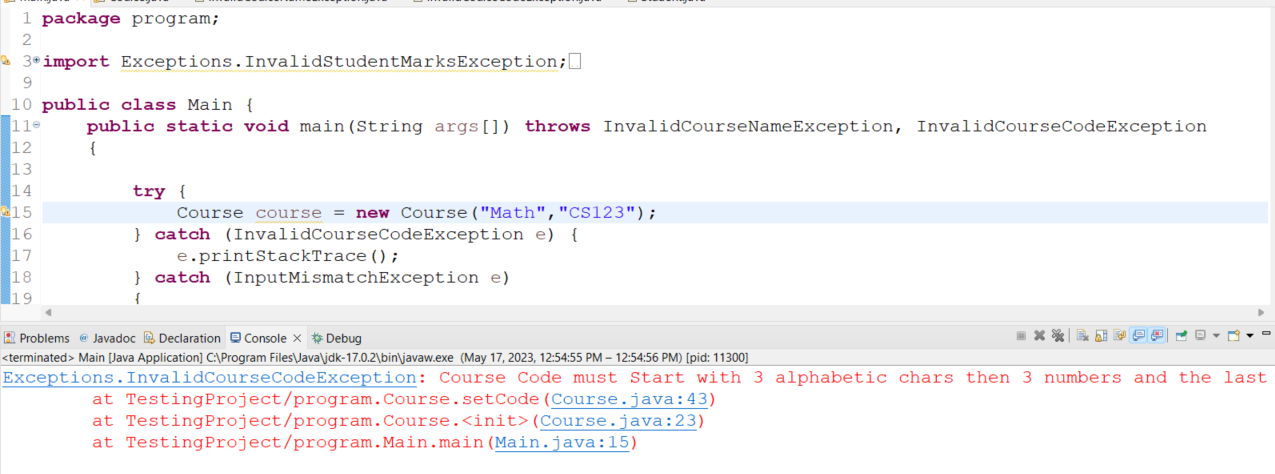 1 package program;
2
3 import Exceptions.InvalidStudentMarksException;
9
10 public class Main {
11 public static void main(String args[]) throws InvalidCourseNameException, InvalidCourseCodeException
12 {
13
14 try {
15 Course course = new Course("Math","CS123");
16 } catch (InvalidCourseCodeException e) {
17 e.printStackTrace();
18 } catch (InputMismatchException e)
19 {
Problems @ Javadoc Declaration Console Debug
<terminated> Main [Java Application] C:\Program Files\Java\jdk-17.0.2\bin\javaw.exe (May 17, 2023, 12:54:55 PM – 12:54:56 PM) [pid: 11300]
Exceptions.InvalidCourseCodeException: Course Code must Start with 3 alphabetic chars then 3 numbers and the last
at TestingProject/program.Course.setCode(Course.java:43)
at TestingProject/program.Course.<init>(Course.java:23)
at TestingProject/program.Main.main(Main.java:15)